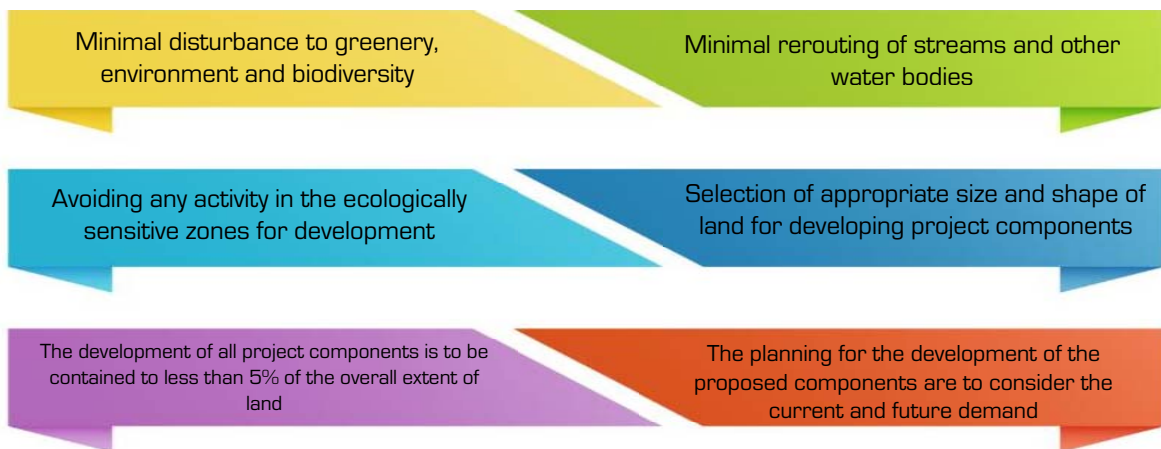 Minimal disturbance to greenery,
environment and biodiversity
Minimal rerouting of streams and other
water bodies
Avoiding any activity in the ecologically
sensitive zones for development
Selection of appropriate size and shape of
land for developing project components
The development of all project components is to be
contained to less than 5% of the overall extent of
land
The planning for the development of the
proposed components are to consider the
current and future demand